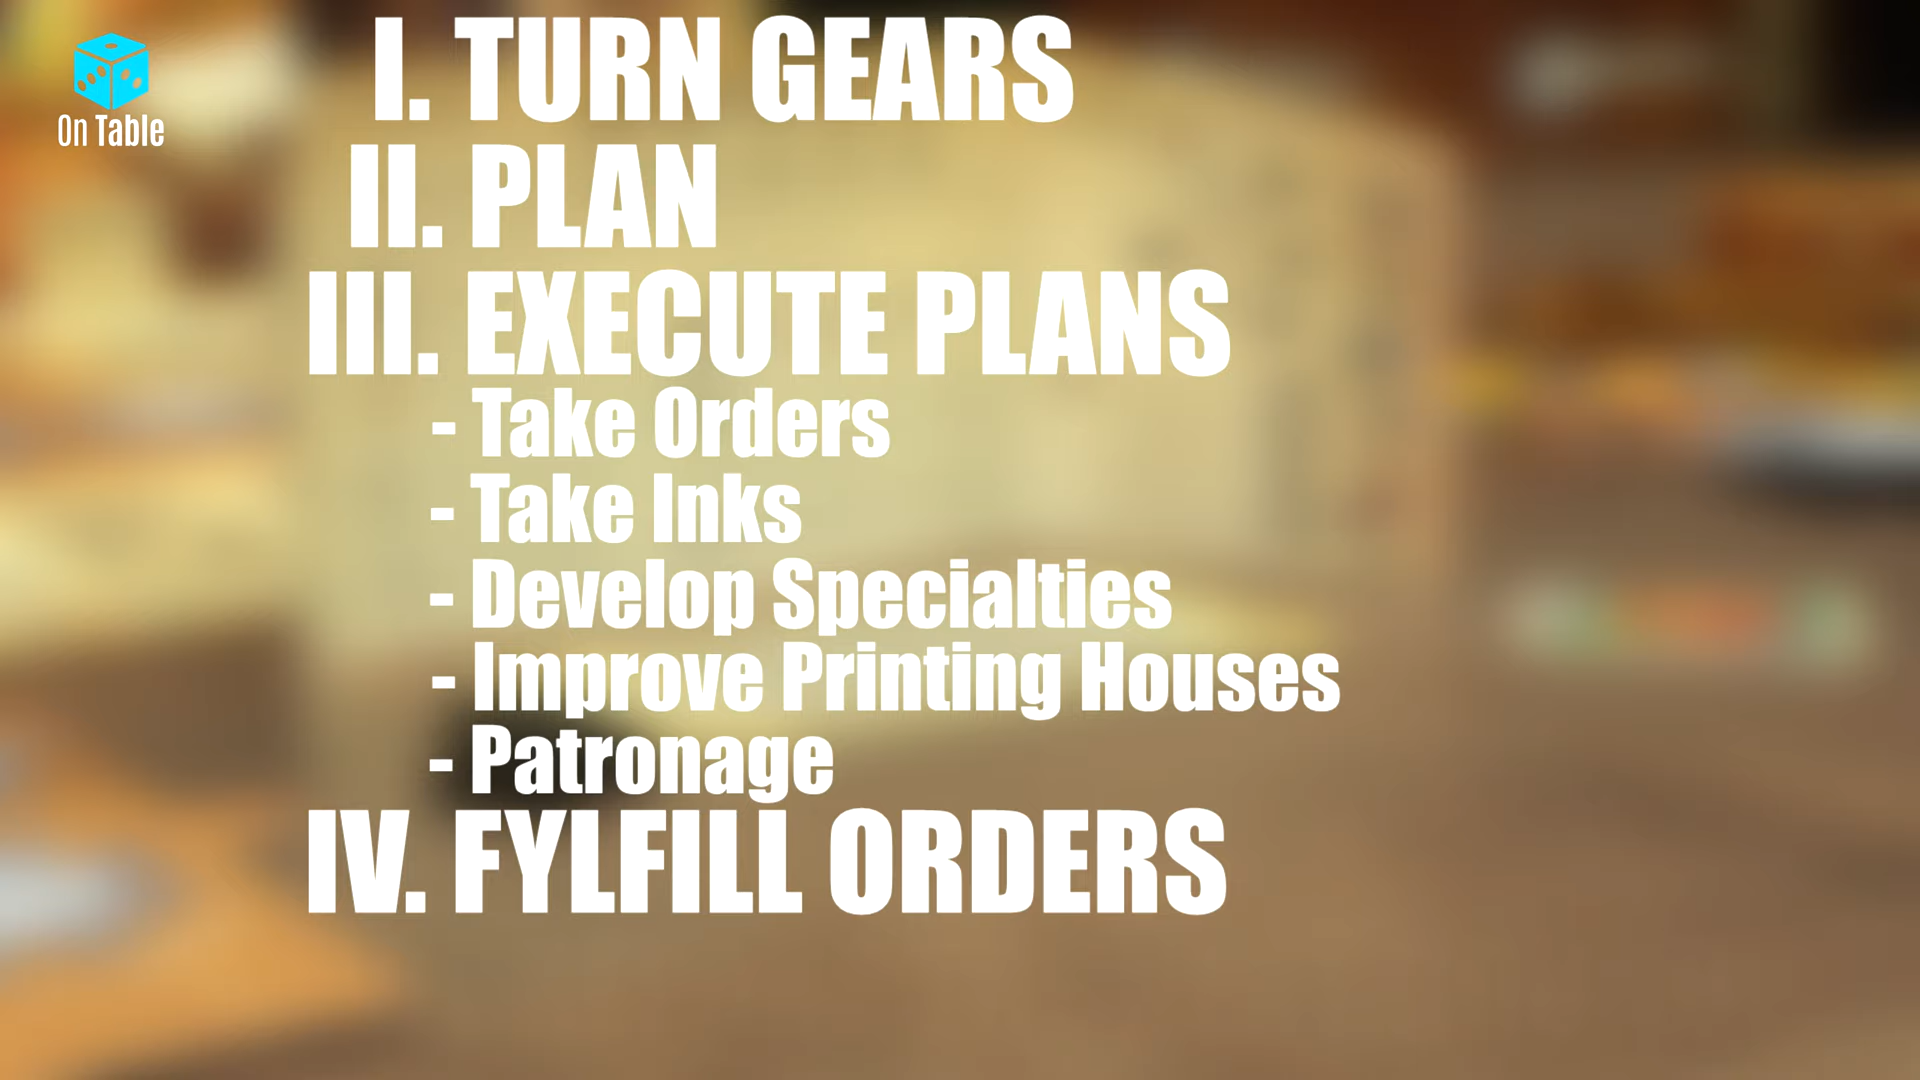 On Table
I. TURN GEARS
II. PLAN
III. EXECUTE PLANS
- Take Orders
- Take Inks
- Develop Specialties
- Improve Printing Houses
- Patronage
IV. FYLFILL ORDERS